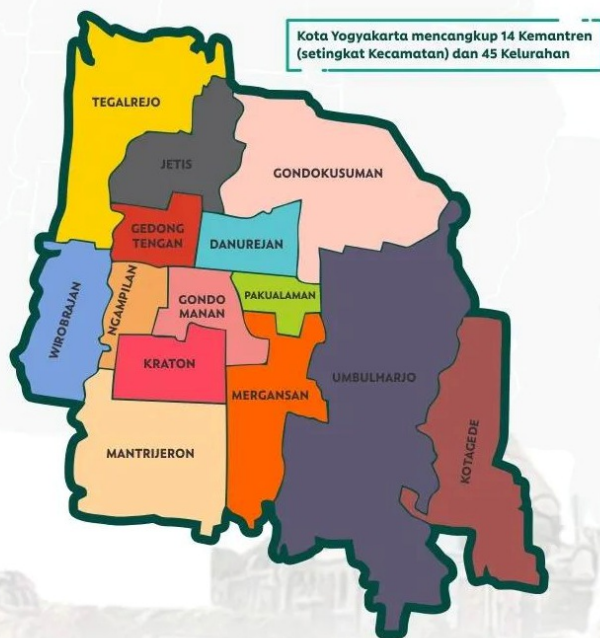 Kota Yogyakarta mencangkup 14 Kemantren
(setingkat Kecamatan) dan 45 Kelurahan
TEGALREJO
JETIS
GONDOKUSUMAN
GEDONG
TENGAN
DANUREJAN
WIROBRAJAN
NGAMPILAN
GONDO
MANAN
PAKUALAMAN
KRATON
MERGANSAN
UMBULHARJO
MANTRIJERON
KOTAGEDE